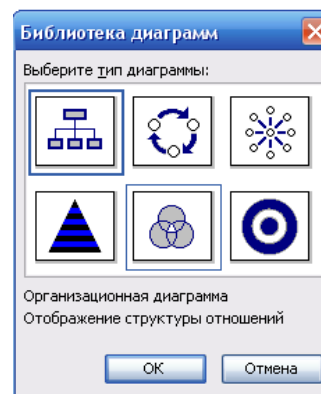 Библиотека диаграмм
Выберите тип диаграммы:
Организационная диаграмма
Отображение структуры отношений
ОК
Отмена